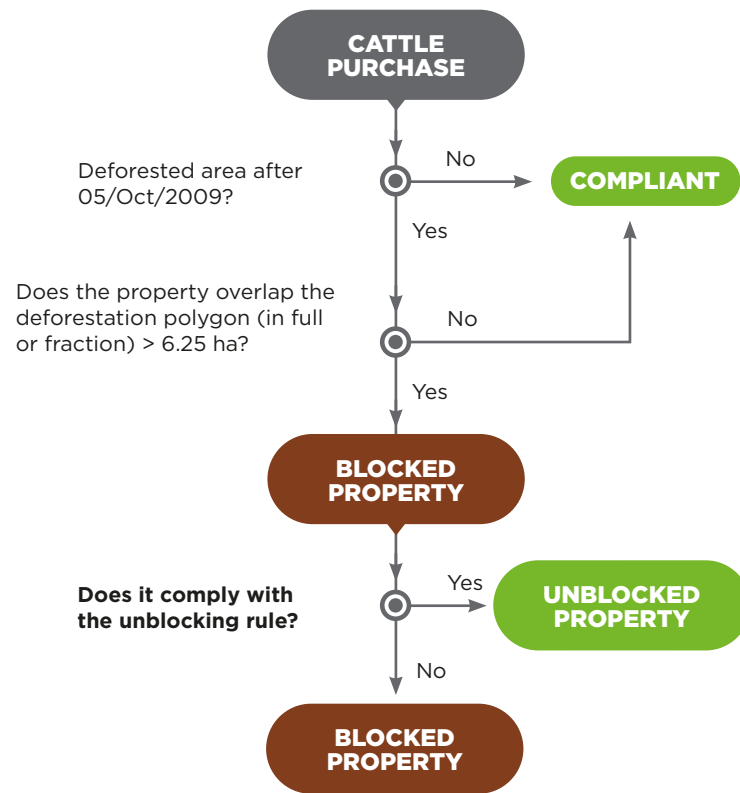 CATTLE
PURCHASE
Deforested area after
05/Oct/2009?
No
COMPLIANT
Yes
Does the property overlap the
deforestation polygon (in full
or fraction) > 6.25 ha?
No
Yes
BLOCKED
PROPERTY
Does it comply with
the unblocking rule?
Yes
UNBLOCKED
PROPERTY
No
BLOCKED
PROPERTY